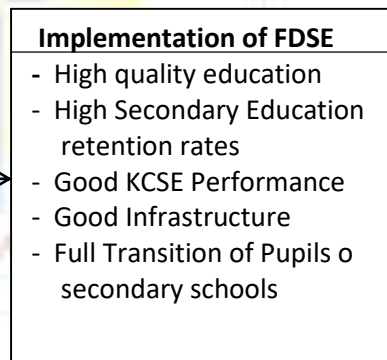 Implementation of FDSE
- High quality education
- High Secondary Education
retention rates
- Good KCSE Performance
- Good Infrastructure
- Full Transition of Pupils o
secondary schools